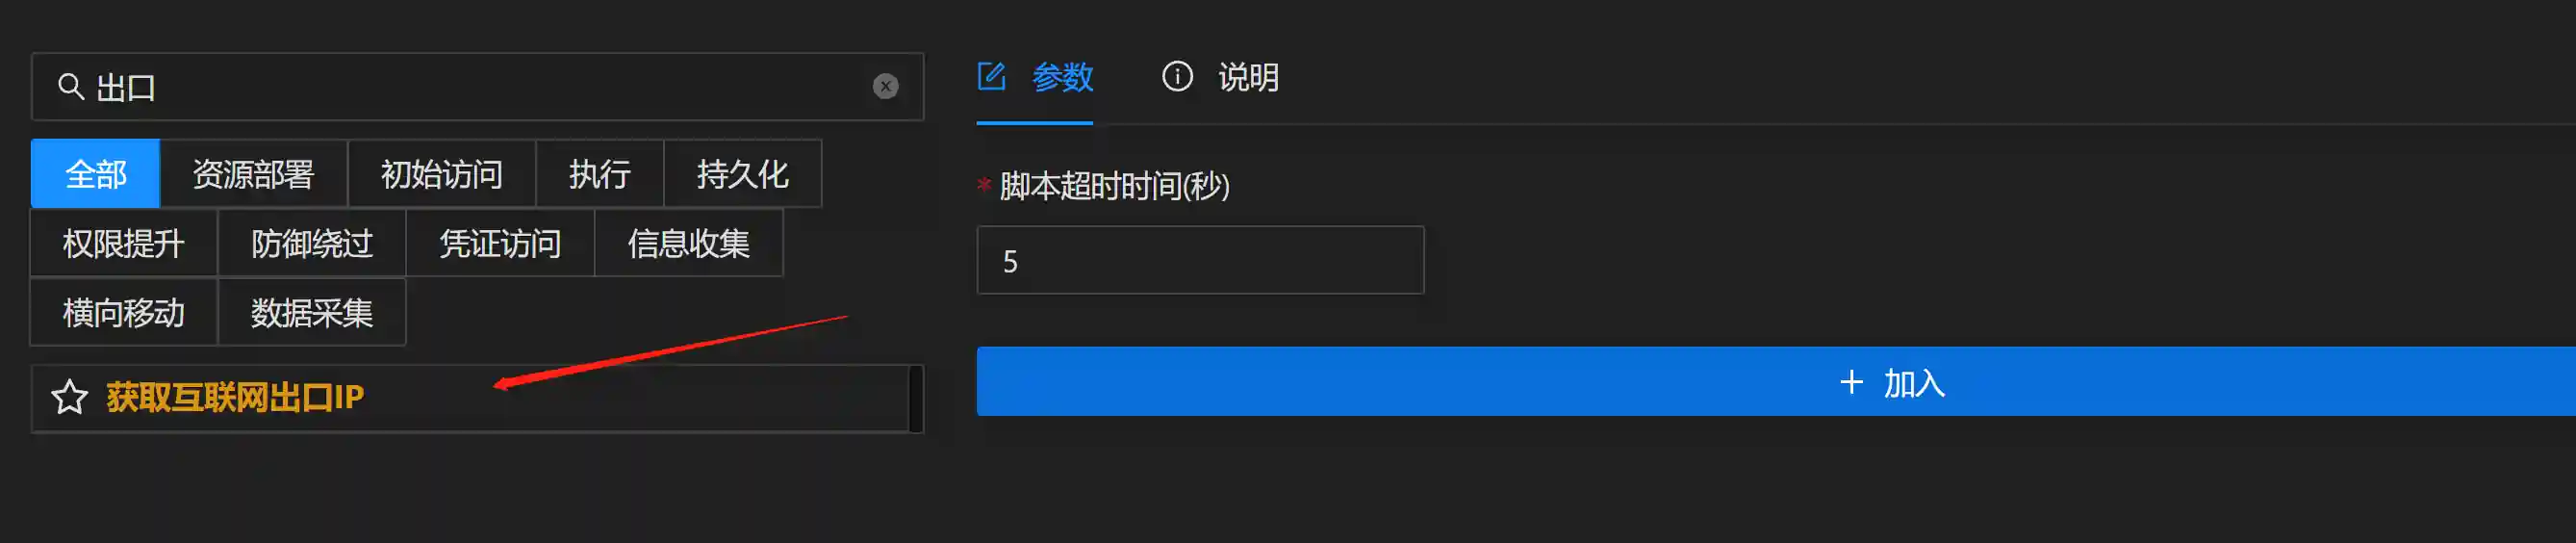 出口
全部 资源部署 初始访问 执行 持久化
权限提升 防御绕过 凭证访问 信息收集
横向移动 数据采集
获取互联网出口IP
参数 说明
* 脚本超时时间(秒)
5
+ 加入